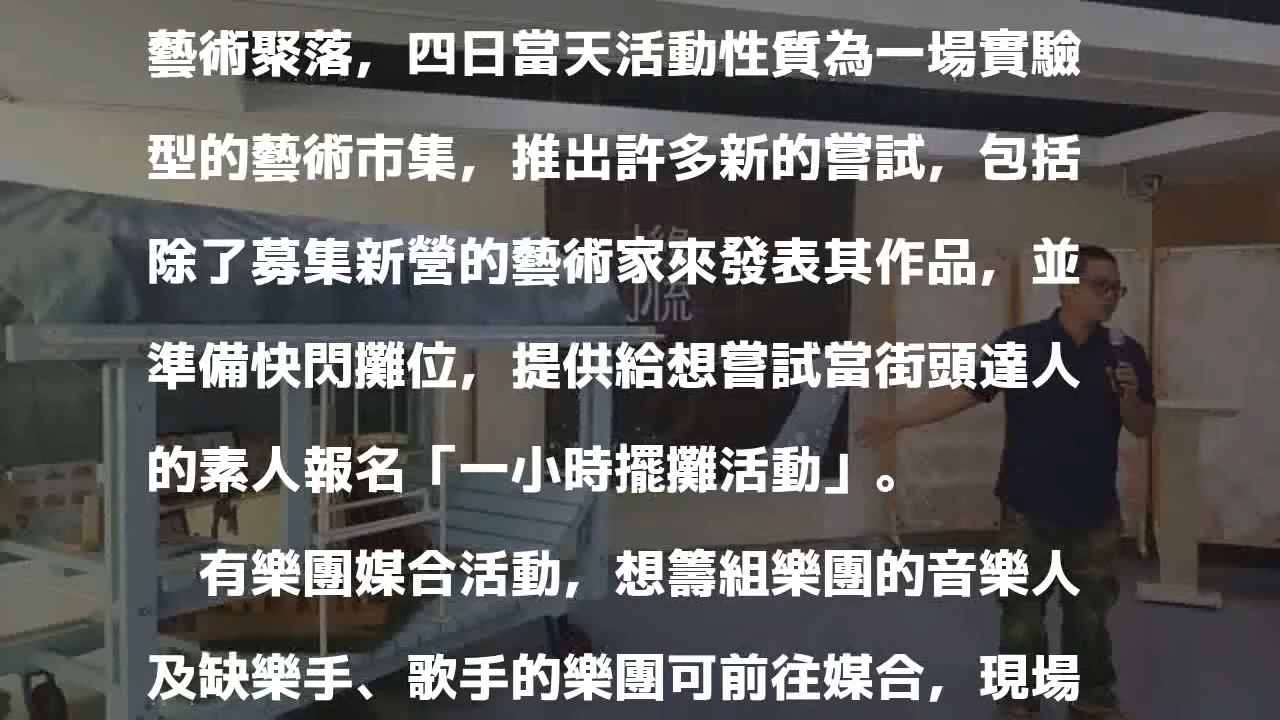 藝術聚落，四日當天活動性質為一場實驗
型的藝術市集，推出許多新的嘗試，包括
除了募集新營的藝術家來發表其作品，並
準備快閃攤位，提供給想嘗試當街頭達人
的素人報名「一小時擺攤活動」。
有樂團媒合活動，想籌組樂團的音樂人
及缺樂手、歌手的樂團可前往媒合，現場